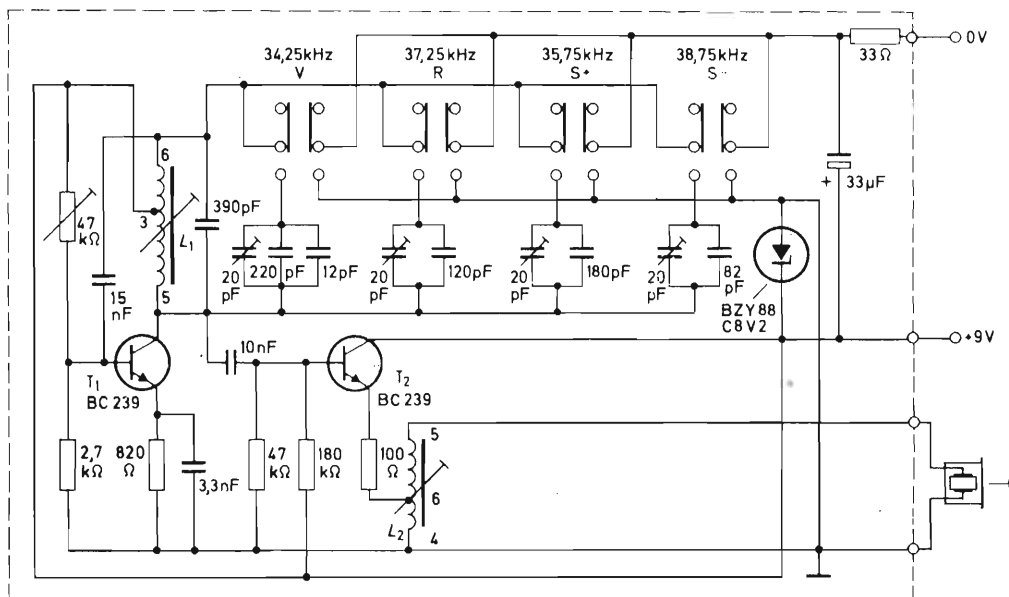 34,25kHz
V
37,25kHz
R
35,75kHz
S+
38,75kHz
S-
33Ω
0V
6
3
L1
5
47
kΩ
390pF
15
nF
20
pF
220
pF
12pF
20
pF
120pF
20
pF
180pF
20
pF
82
pF
+
33µF
BZY88
C8V2
+9V
T1
BC 239
10nF
T2
BC239
2,7
kΩ
820
Ω
3,3nF
47
kΩ
180
kΩ
100
Ω
5
6
L2
4